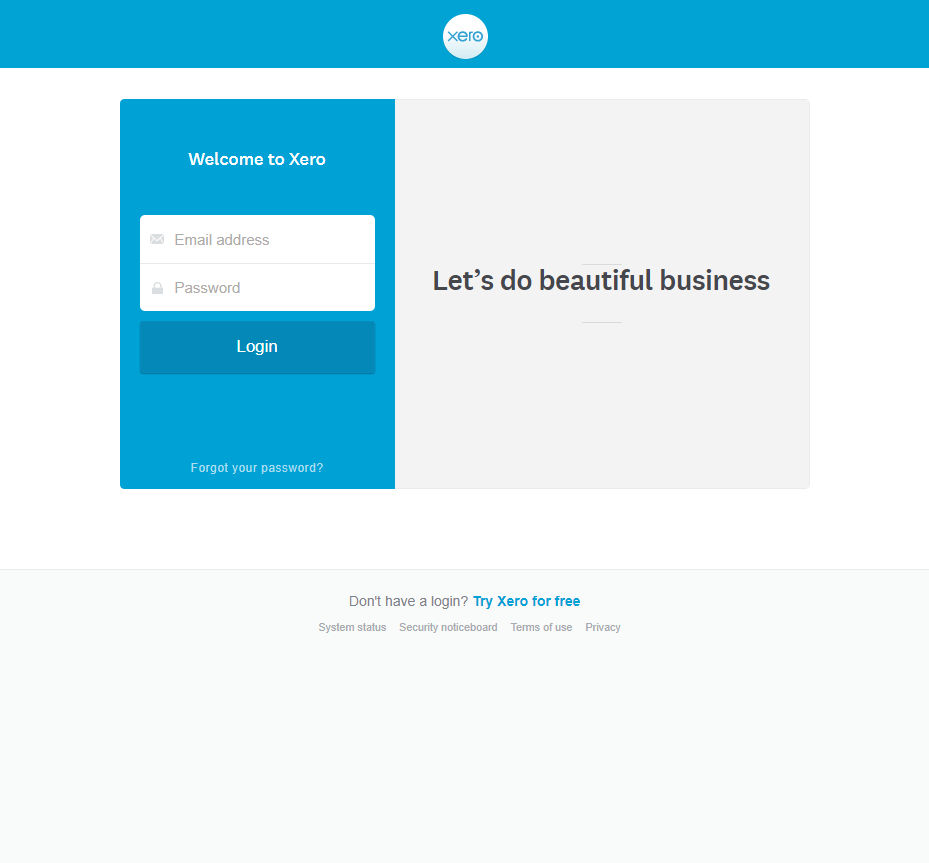 xero
Welcome to Xero
Email address
Password
Login
Forgot your password?
Let’s do beautiful business
Don't have a login? Try Xero for free
System status Security noticeboard Terms of use Privacy